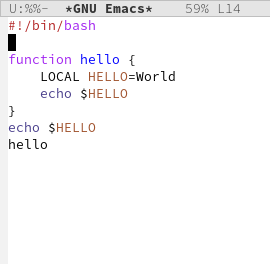 U:%%-  *GNU Emacs*    59% L14
#!/bin/bash

function hello {
    LOCAL HELLO=World
    echo $HELLO
}
echo $HELLO
hello